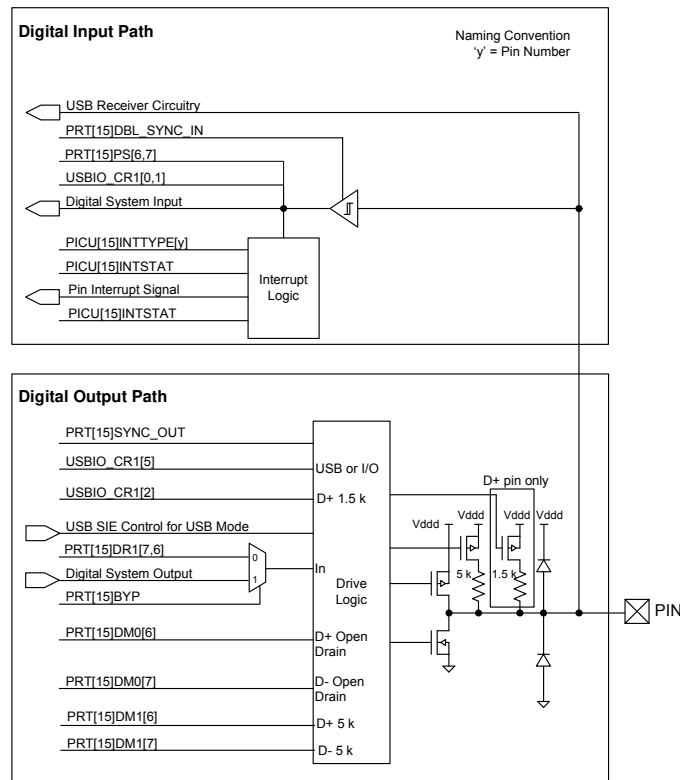 Digital Input Path
Naming Convention
'y' = Pin Number
USB Receiver Circuitry
PRT[15]DBL_SYNC_IN
PRT[15]PS[6,7]
USBIO_CR1[0,1]
Digital System Input
PICU[15]INTTYPE[y]
PICU[15]INTSTAT
Pin Interrupt Signal
PICU[15]INTSTAT
Interrupt
Logic
Digital Output Path
PRT[15]SYNC_OUT
USBIO_CR1[5]
USB or I/O
D+ pin only
USBIO_CR1[2]
D+ 1.5 k
Vddd
Vddd
Vddd
Vddd
USB SIE Control for USB Mode
PRT[15]DR1[7,6]
0
In
5 k
1.5 k
Digital System Output
1
Drive
Logic
PRT[15]BYP
PIN
PRT[15]DM0[6]
D+ Open
Drain
PRT[15]DM0[7]
D- Open
Drain
PRT[15]DM1[6]
D+ 5 k
PRT[15]DM1[7]
D- 5 k